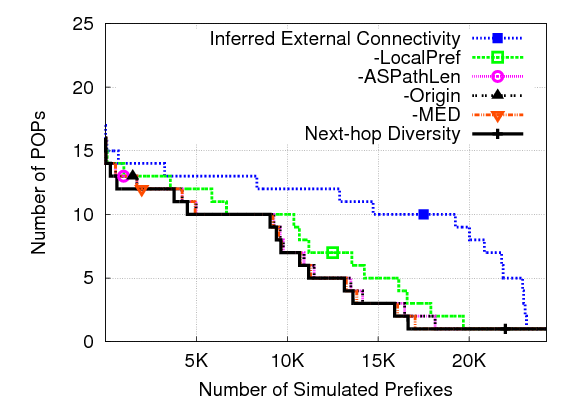 Number of POPs
25
20
15
10
5
0
Inferred External Connectivity
-LocalPref
-ASPathLen
-Origin
-MED
Next-hop Diversity
5K 10K 15K 20K
Number of Simulated Prefixes